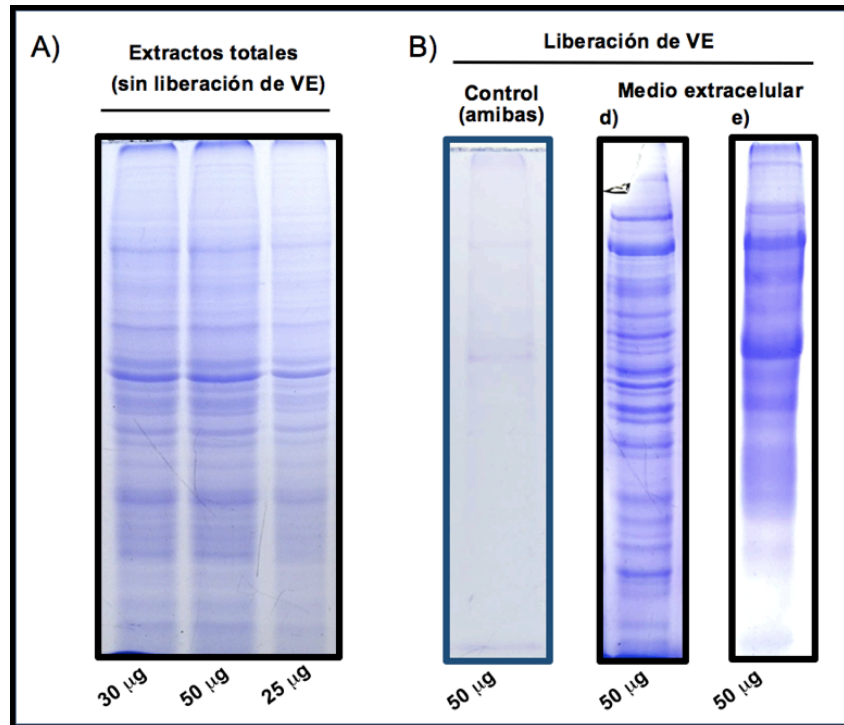 A)
Extractos totales
(sin liberación de VE)
30 µg
50 µg
25 µg
B)
Liberación de VE
Control
(amibas)
Medio extracelular
d)
e)
50 µg
50 µg
50 µg